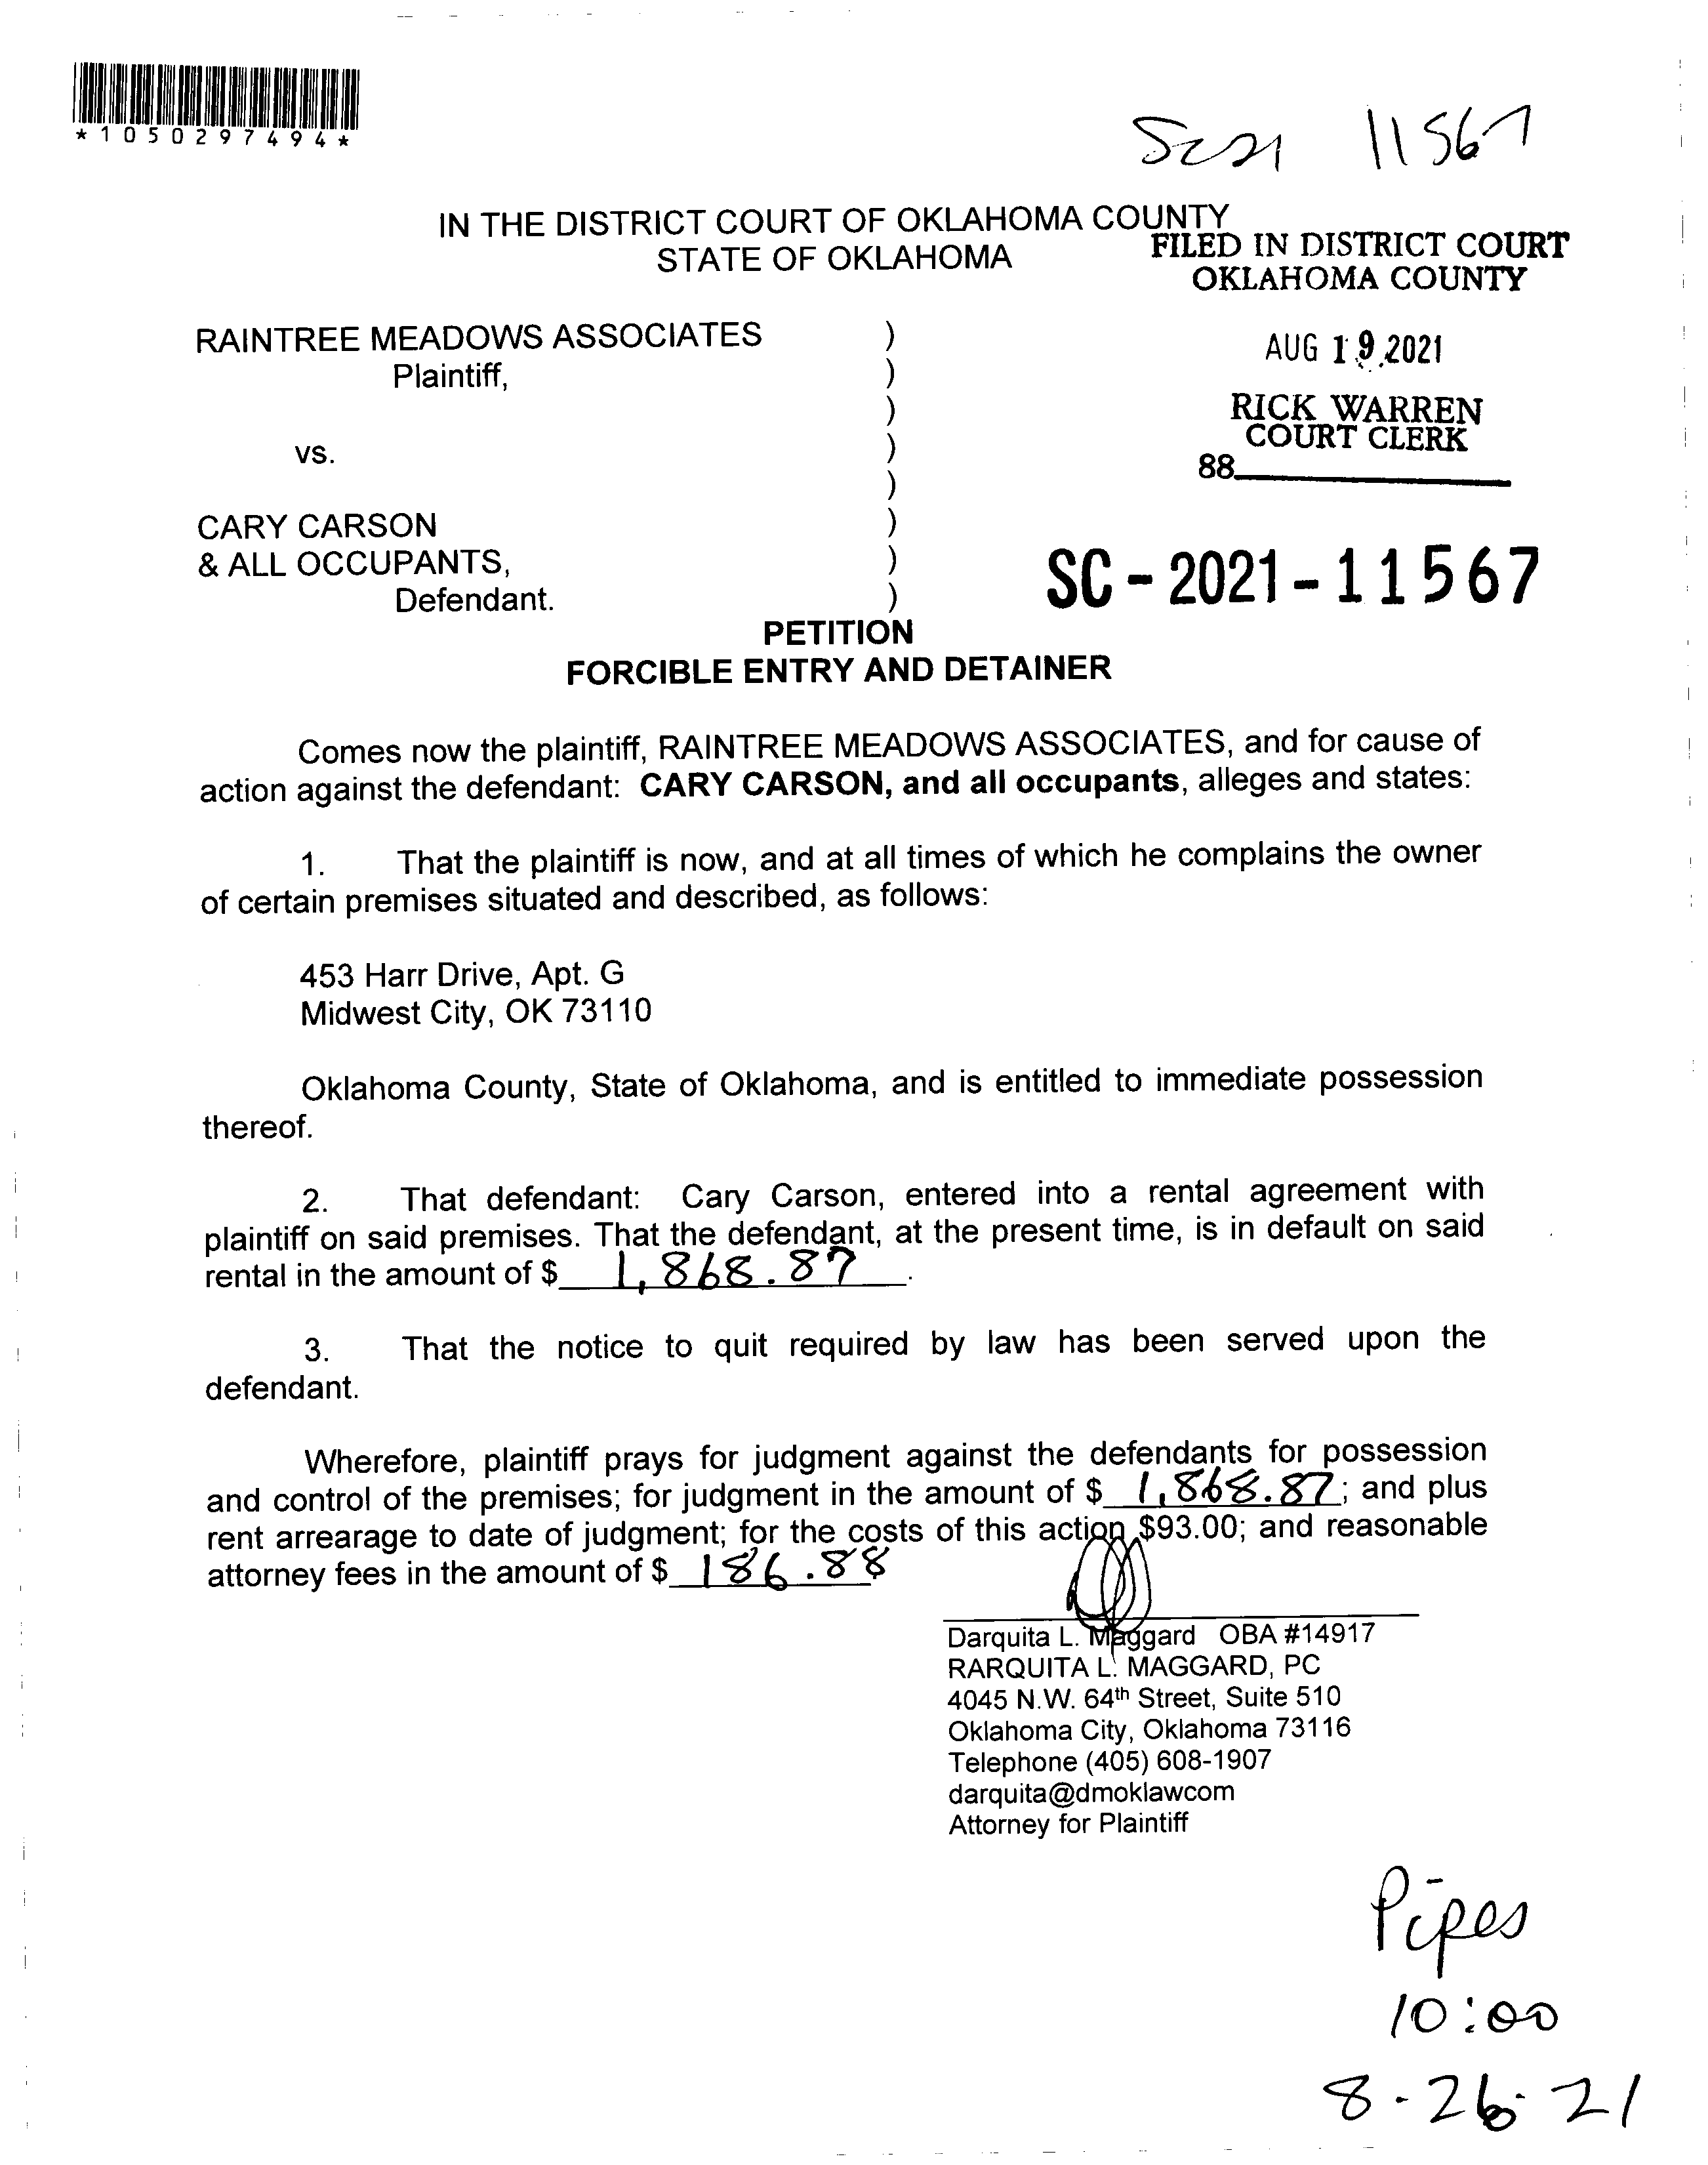 *1050297494*
SC21 11567
IN THE DISTRICT COURT OF OKLAHOMA COUNTY
STATE OF OKLAHOMA
FILED IN DISTRICT COURT
OKLAHOMA COUNTY
AUG 19 2021
RICK WARREN
COURT CLERK
88
RAINTREE MEADOWS ASSOCIATES )
Plaintiff, )
)
vs. )
)
CARY CARSON )
& ALL OCCUPANTS, )
Defendant. )
SC-2021-11567
PETITION
FORCIBLE ENTRY AND DETAINER
Comes now the plaintiff, RAINTREE MEADOWS ASSOCIATES, and for cause of
action against the defendant: CARY CARSON, and all occupants, alleges and states:
1. That the plaintiff is now, and at all times of which he complains the owner
of certain premises situated and described, as follows:
453 Harr Drive, Apt. G
Midwest City, OK 73110
Oklahoma County, State of Oklahoma, and is entitled to immediate possession
thereof.
2. That defendant: Cary Carson, entered into a rental agreement with
plaintiff on said premises. That the defendant, at the present time, is in default on said
rental in the amount of $ 1,868.87.
3. That the notice to quit required by law has been served upon the
defendant.
Wherefore, plaintiff prays for judgment against the defendants for possession
and control of the premises; for judgment in the amount of $ 1,868.87; and plus
rent arrearage to date of judgment; for the costs of this action $93.00; and reasonable
attorney fees in the amount of $ 186.88
Darquita L. Maggard OBA #14917
RARQUITA L. MAGGARD, PC
4045 N.W. 64th Street, Suite 510
Oklahoma City, Oklahoma 73116
Telephone (405) 608-1907
darquita@dmoklawcom
Attorney for Plaintiff
Pipes
10:00
8-26-21